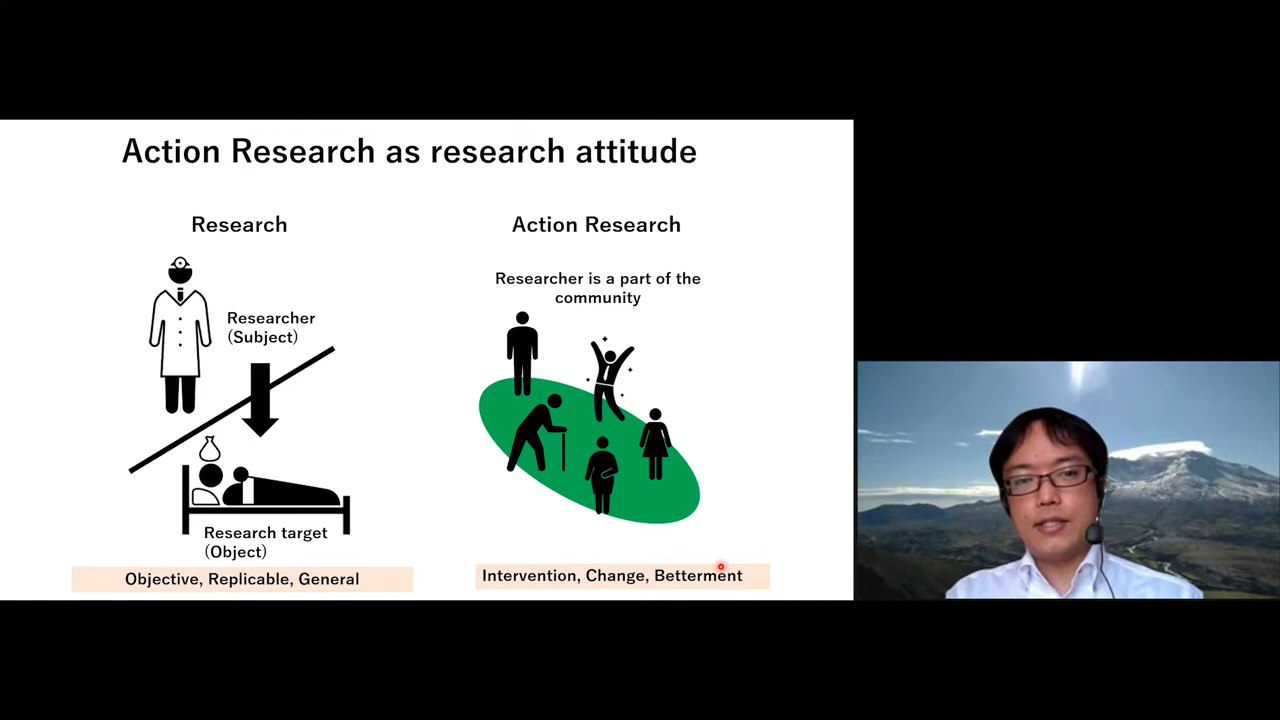 Action Research as research attitude
Research
Researcher
(Subject)
Research target
(Object)
Objective, Replicable, General
Action Research
Researcher is a part of the
community
Intervention, Change, Betterment